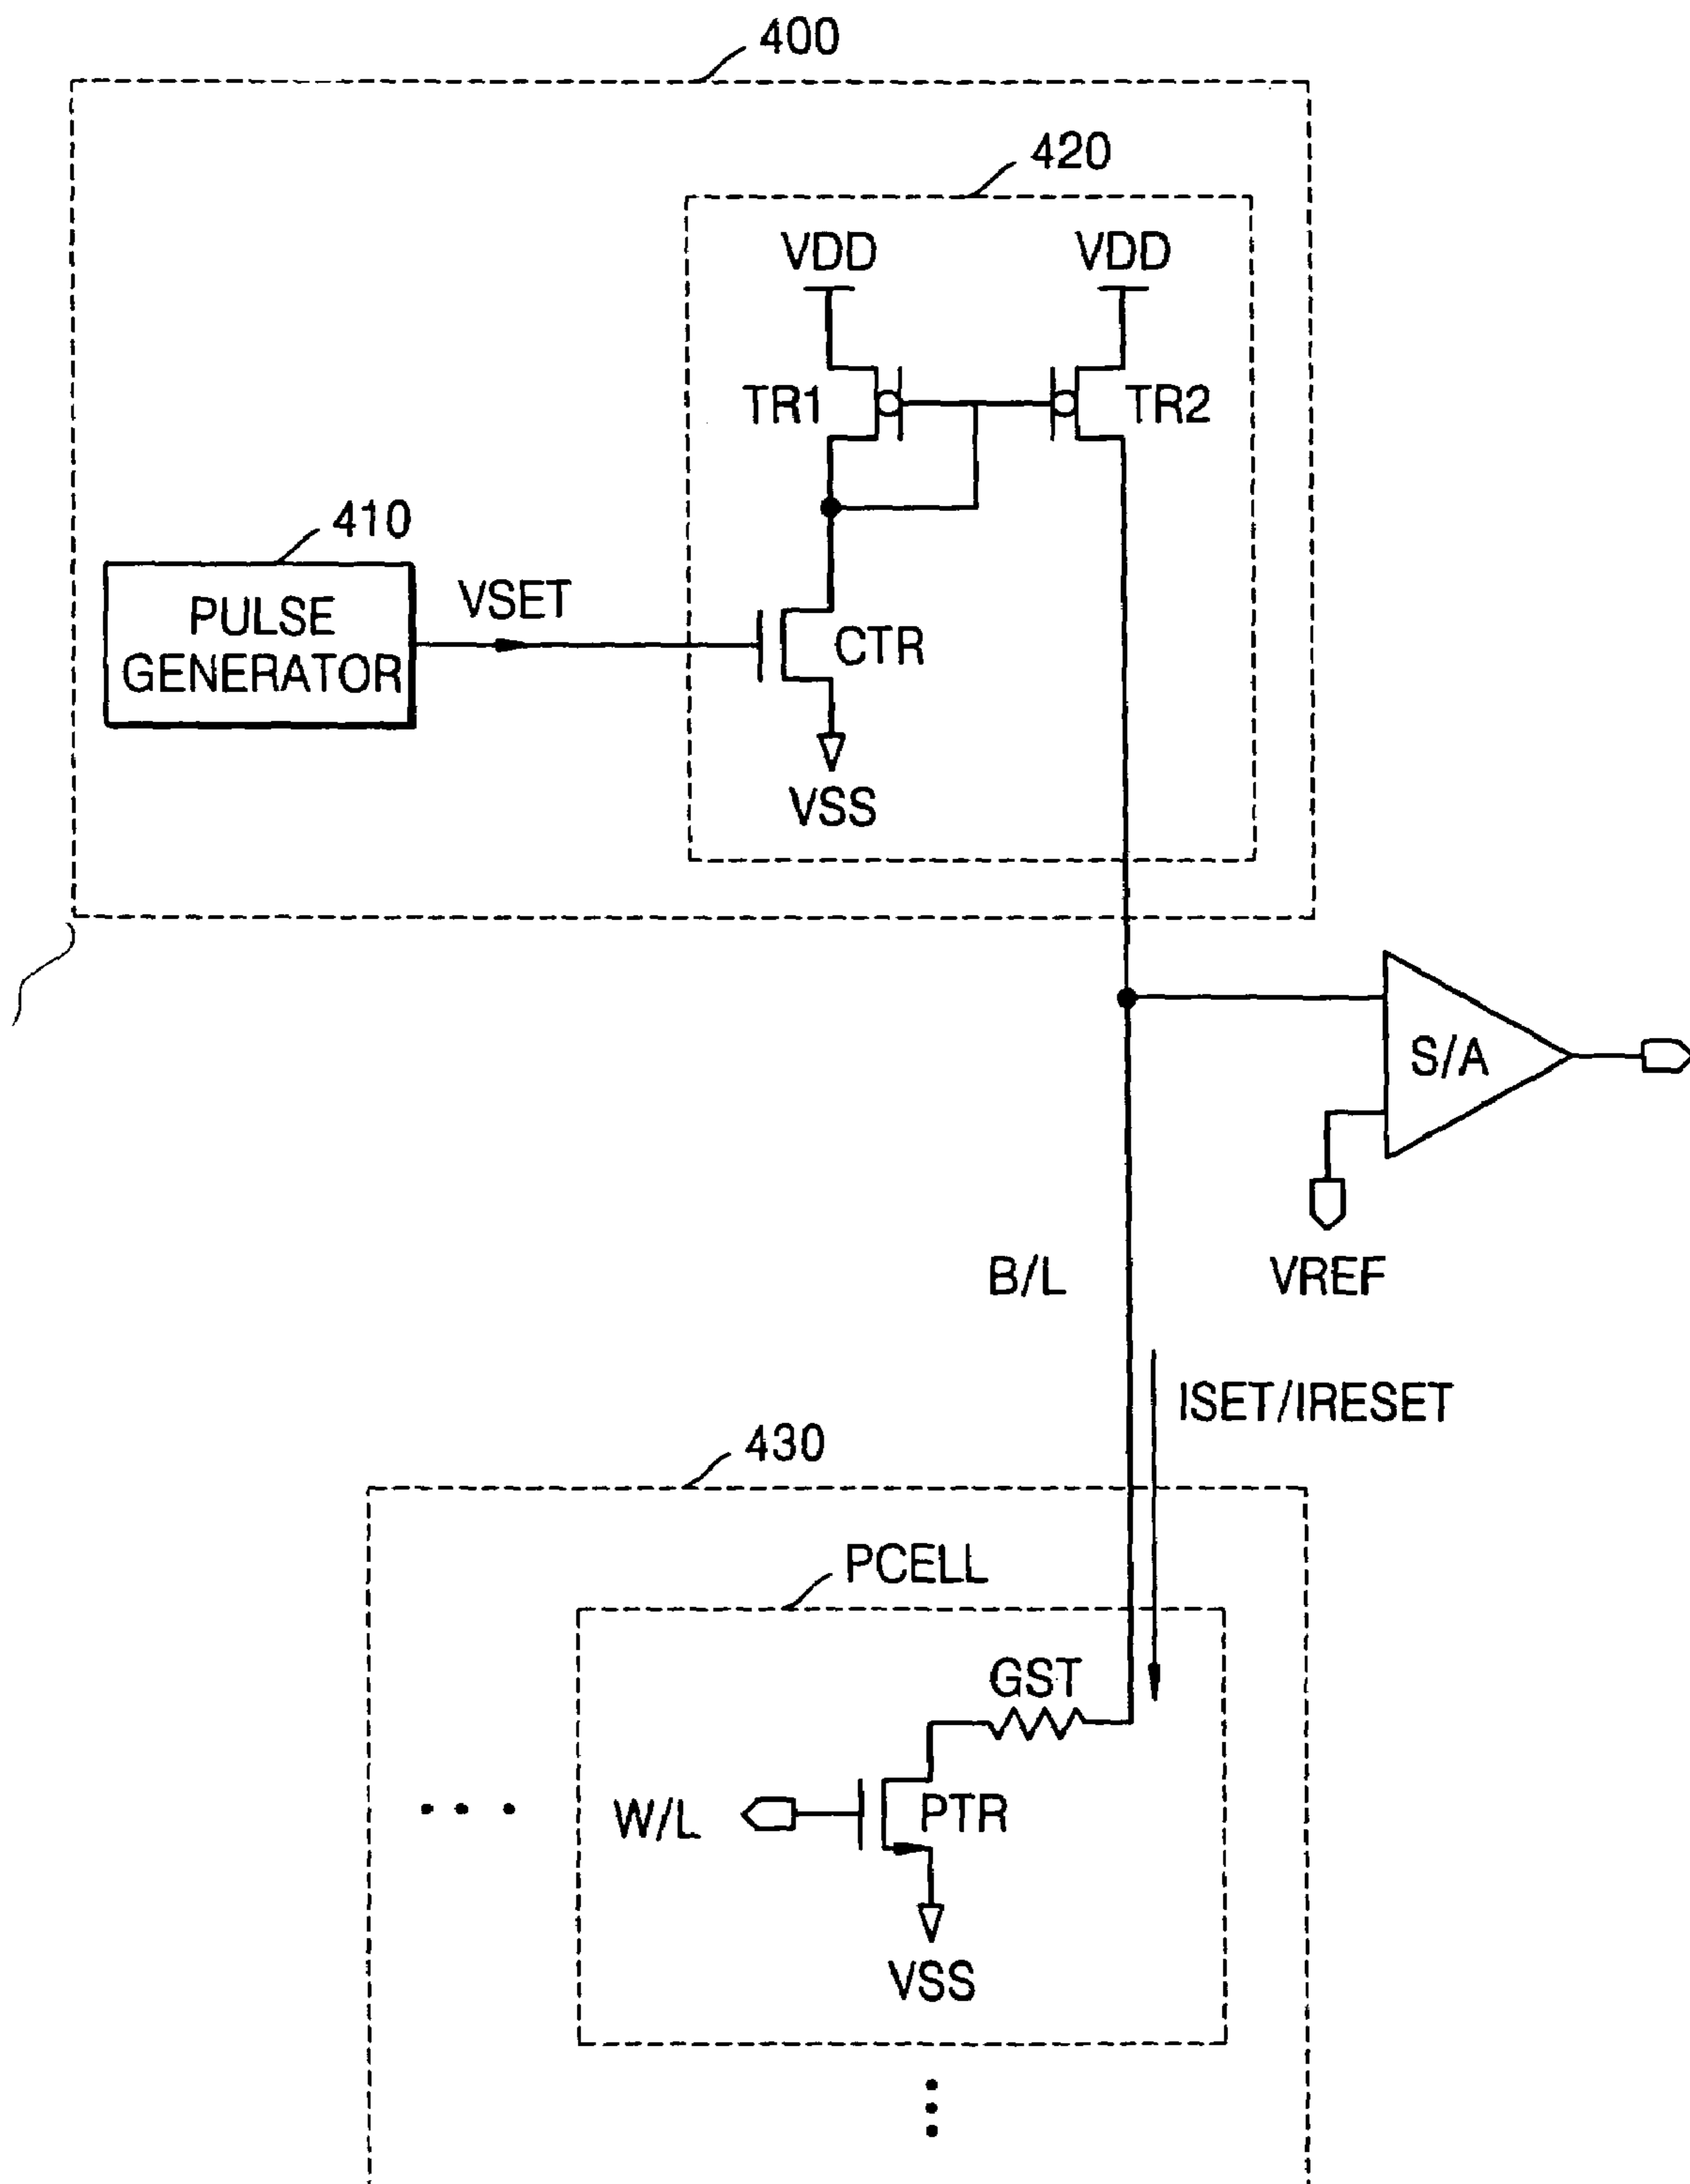 400
420
VDD VDD
TR1 TR2
410
PULSE
GENERATOR
VSET
CTR
VSS
S/A
B/L
VREF
ISET/IRESET
430
PCELL
GST
W/L
PTR
VSS